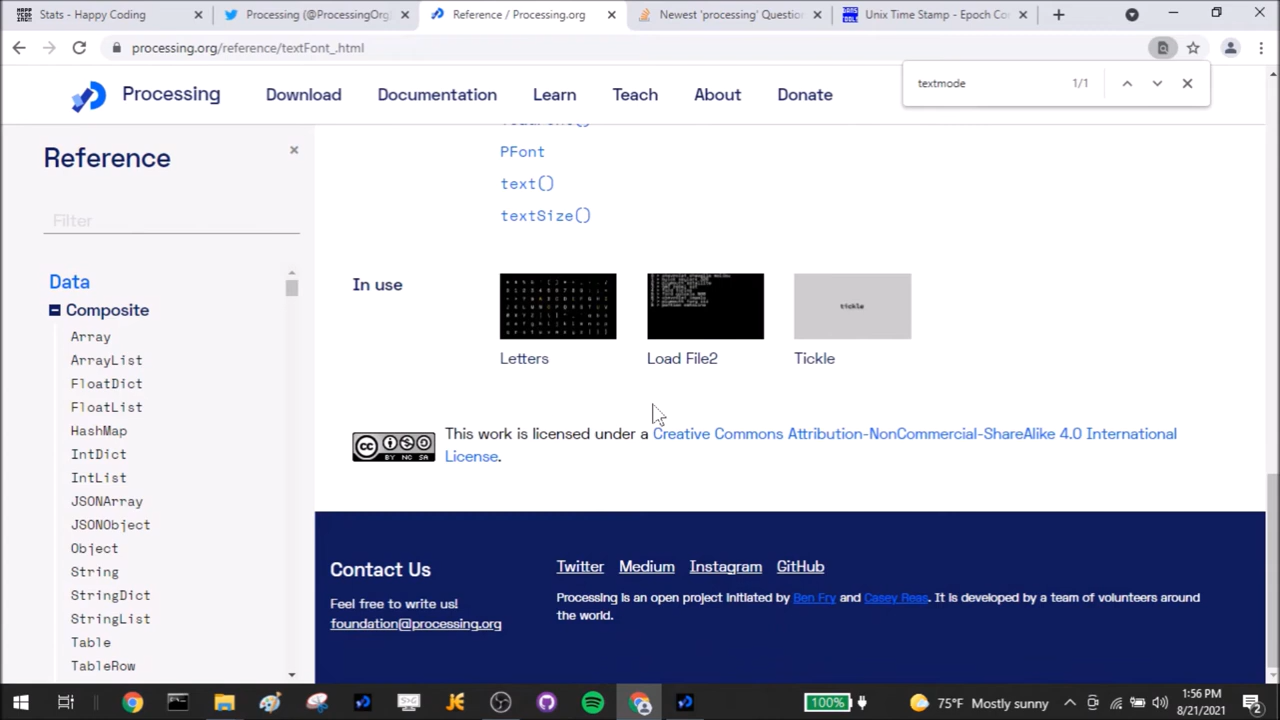 Stats - Happy Coding
Processing (@ProcessingOrg
Reference / Processing.org
Newest 'processing' Questio
Unix Time Stamp - Epoch Co
processing.org/reference/textFont_.html
textmode
1/1
Processing
Download
Documentation
Learn
Teach
About
Donate
Reference
Filter
Data
Composite
Array
ArrayList
FloatDict
FloatList
HashMap
IntDict
IntList
JSONArray
JSONObject
Object
String
StringDict
StringList
Table
TableRow
PFont
text()
textSize()
In use
tickle
Letters
Load File2
Tickle
This work is licensed under a Creative Commons Attribution-NonCommercial-ShareAlike 4.0 International
License.
CC BY NC SA
Contact Us
Feel free to write us!
foundation@processing.org
Twitter
Medium
Instagram
GitHub
Processing is an open project initiated by Ben Fry and Casey Reas. It is developed by a team of volunteers around
the world.
100%
75°F Mostly sunny
1:56 PM
8/21/2021
2